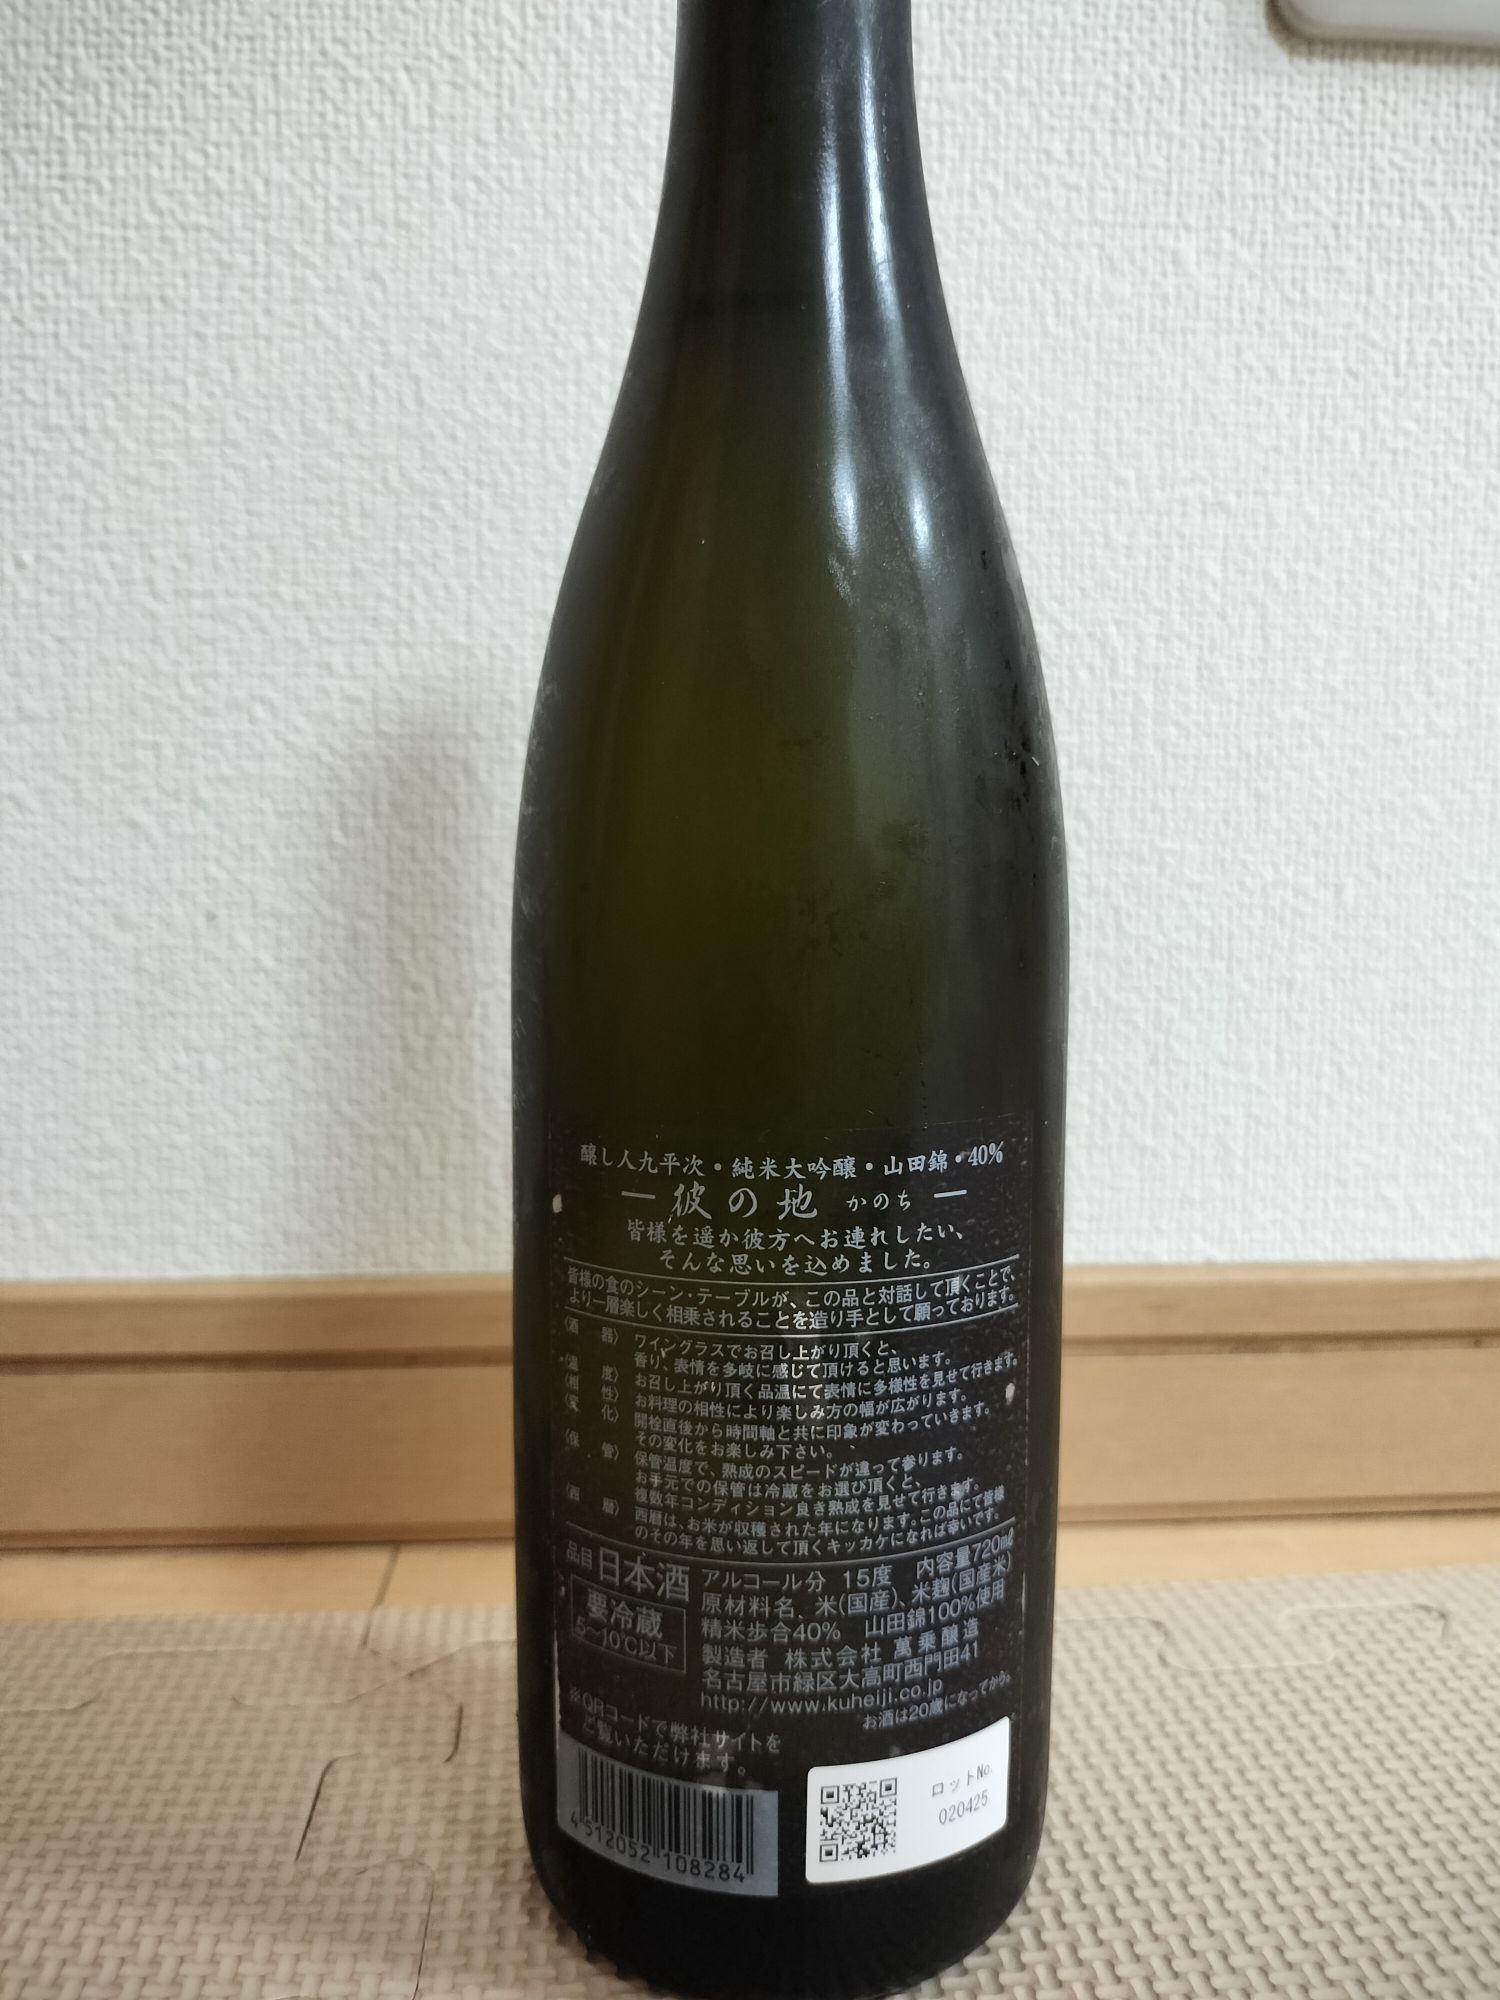 醸し人九平次・純米大吟醸・山田錦・40%
— 彼の地 かのち —
皆様を遥か彼方へお連れしたい、
そんな思いを込めました。
皆様の食のシーン・テーブルが、この品と対話して頂くことで、
より一層楽しく相乗されることを造り手として願っております。
〈酒 器〉 ワイングラスでお召し上がり頂くと、
香り、表情を多岐に感じて頂けると思います。
〈温 度〉 お召し上がり頂く品温にて表情に多様性を見せて行きます。
〈相 性〉 お料理の相性により楽しみ方の幅が広がります。
〈変 化〉 開栓直後から時間軸と共に印象が変わっていきます。
その変化をお楽しみ下さい。
〈保 管〉 保管温度で、熟成のスピードが違って参ります。
お手元での保管は冷蔵をお選び頂くと、
複数年コンディション良き熟成を見せて行きます。
〈西 暦〉 西暦は、お米が収穫された年になります。この品にて皆様
のその年を思い返して頂くキッカケになれば幸いです。
品目 日本酒
要冷蔵
5〜10℃以下
アルコール分 15度 内容量720㎖
原材料名 米(国産)、米麹(国産米)
精米歩合40% 山田錦100%使用
製造者 株式会社 萬乗醸造
名古屋市緑区大高町西門田41
http://www.kuheiji.co.jp
お酒は20歳になってから。
※QRコードで弊社サイトを
ご覧いただけます。
4 512052 108284
ロットNo.
020425